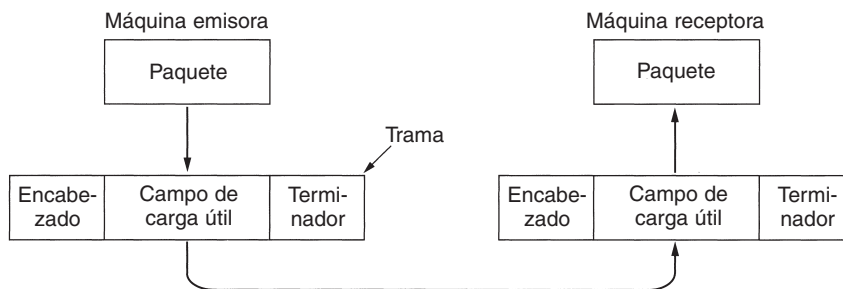 Máquina emisora
Máquina receptora
Paquete
Paquete
Trama
Encabe-
zado
Campo de
carga útil
Termi-
nador
Encabe-
zado
Campo de
carga útil
Termi-
nador